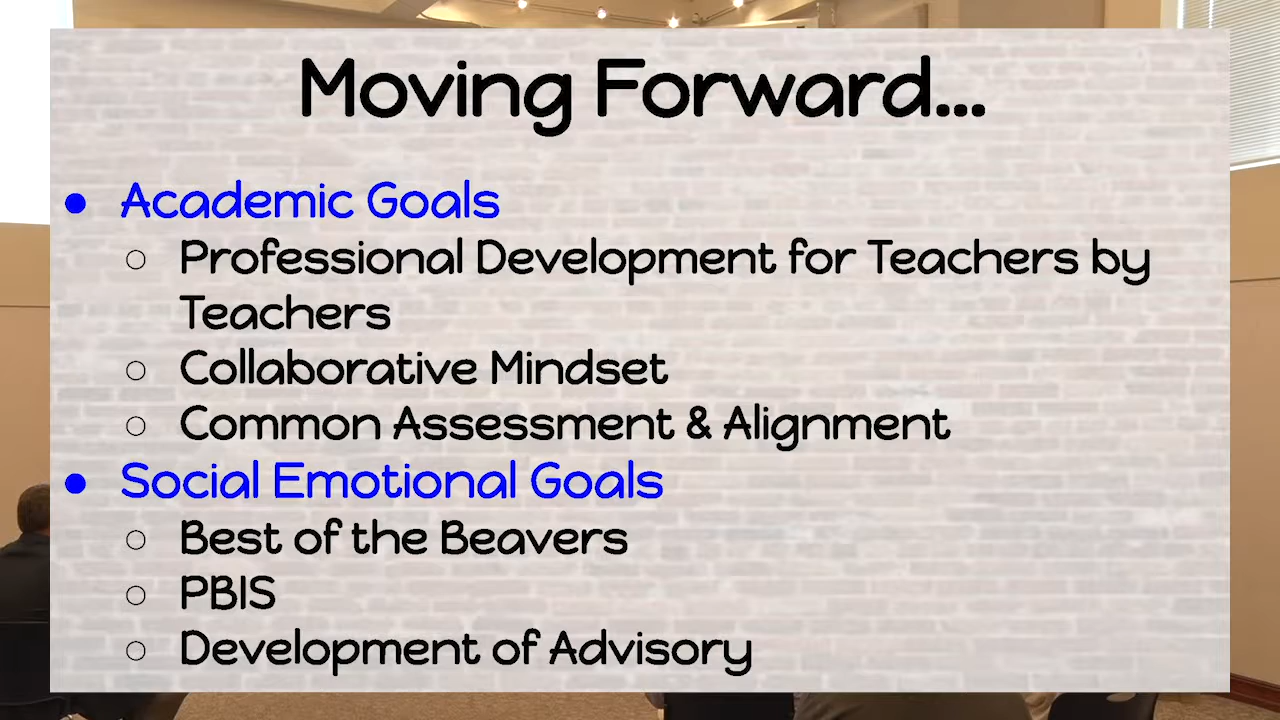 Moving Forward...
● Academic Goals
○ Professional Development for Teachers by
Teachers
○ Collaborative Mindset
○ Common Assessment & Alignment
● Social Emotional Goals
○ Best of the Beavers
○ PBIS
○ Development of Advisory